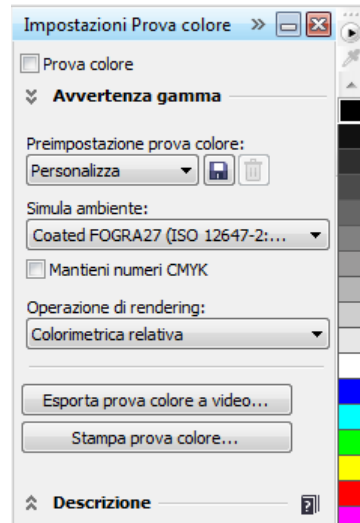 Impostazioni Prova colore
Prova colore
Avvertenza gamma
Preimpostazione prova colore:
Personalizza
Simula ambiente:
Coated FOGRA27 (ISO 12647-2:...
Mantieni numeri CMYK
Operazione di rendering:
Colorimetrica relativa
Esporta prova colore a video...
Stampa prova colore...
Descrizione